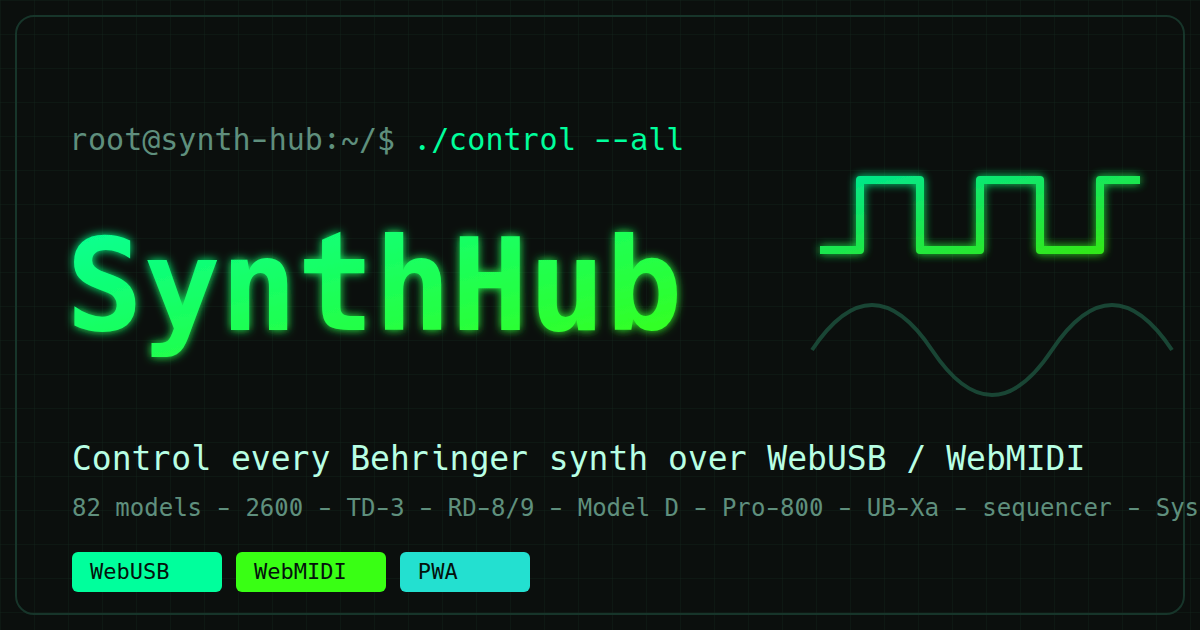 root@synth-hub:~/$ ./control --all
SynthHub
Control every Behringer synth over WebUSB / WebMIDI
82 models - 2600 - TD-3 - RD-8/9 - Model D - Pro-800 - UB-Xa - sequencer - Sys
WebUSB WebMIDI PWA